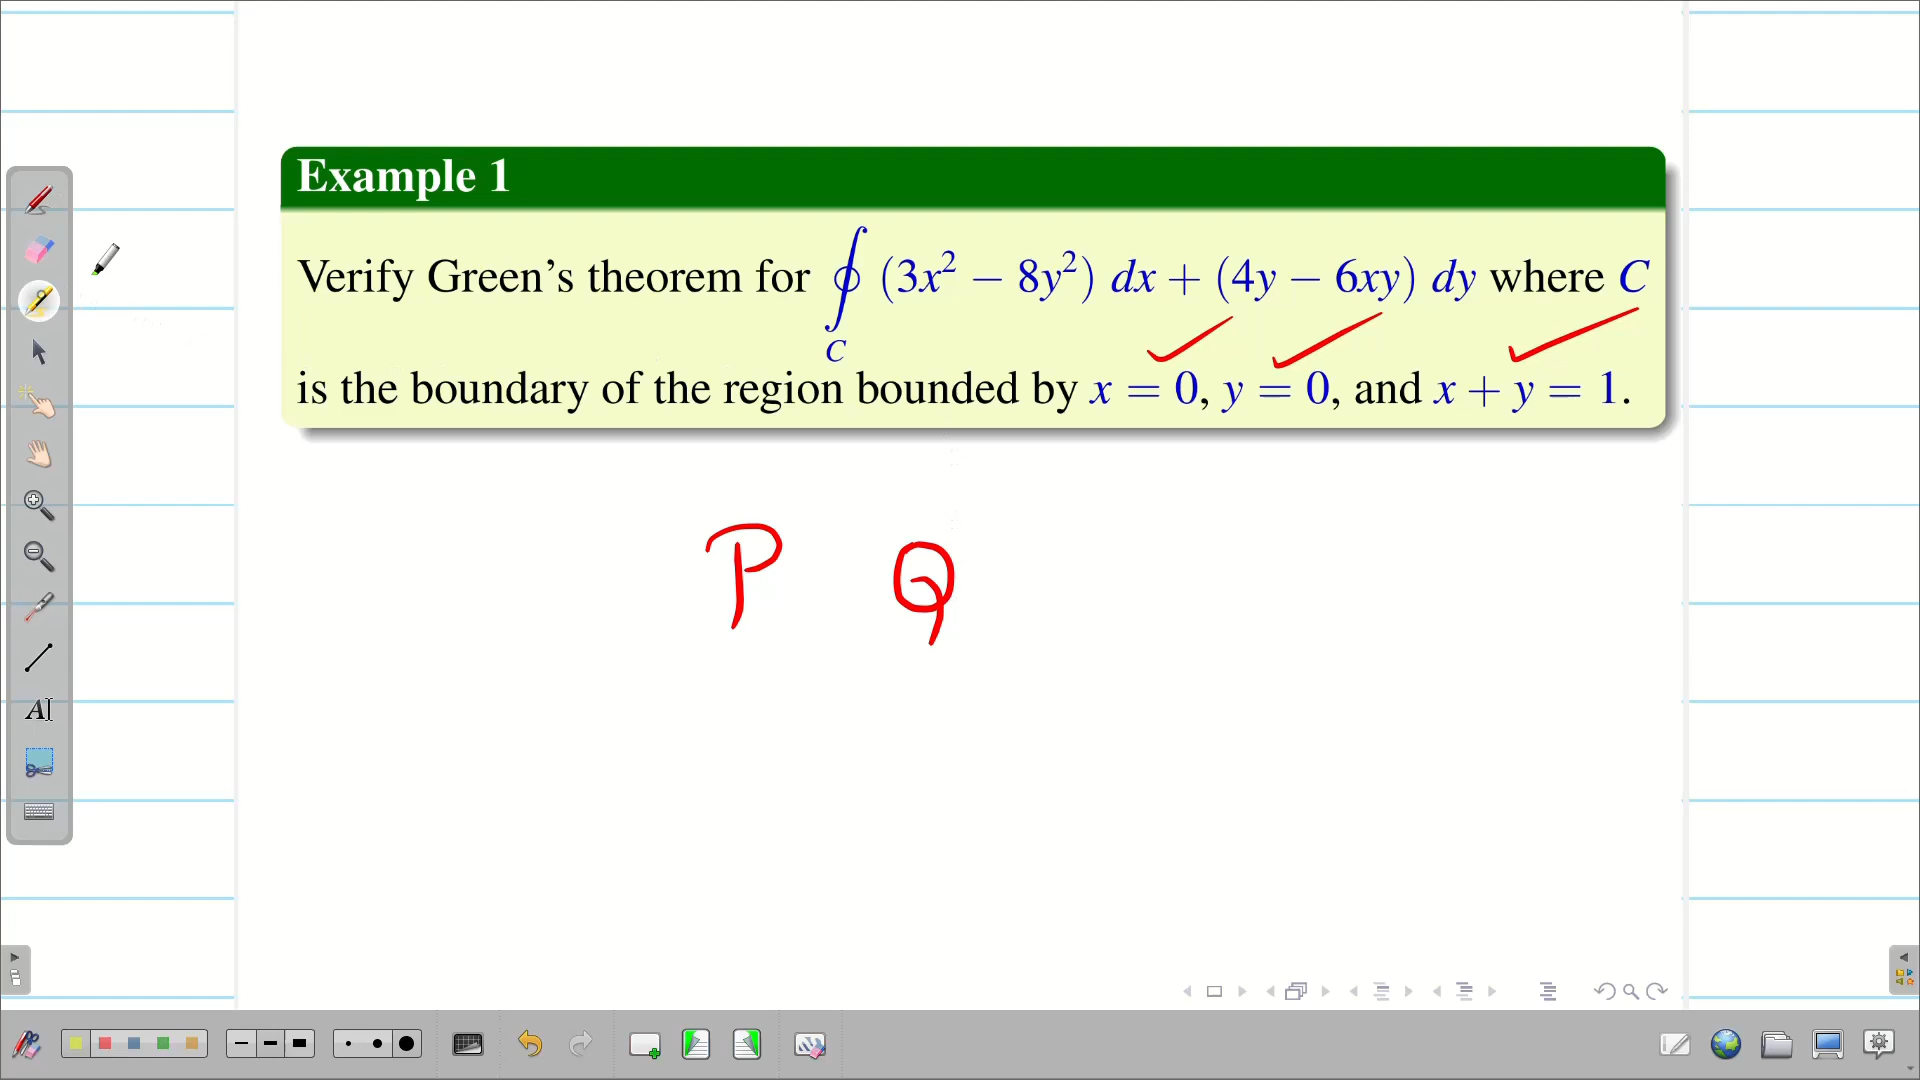 Example 1
Verify Green's theorem for ∮_C (3x² − 8y²) dx + (4y − 6xy) dy where C
is the boundary of the region bounded by x = 0, y = 0, and x + y = 1.
P Q